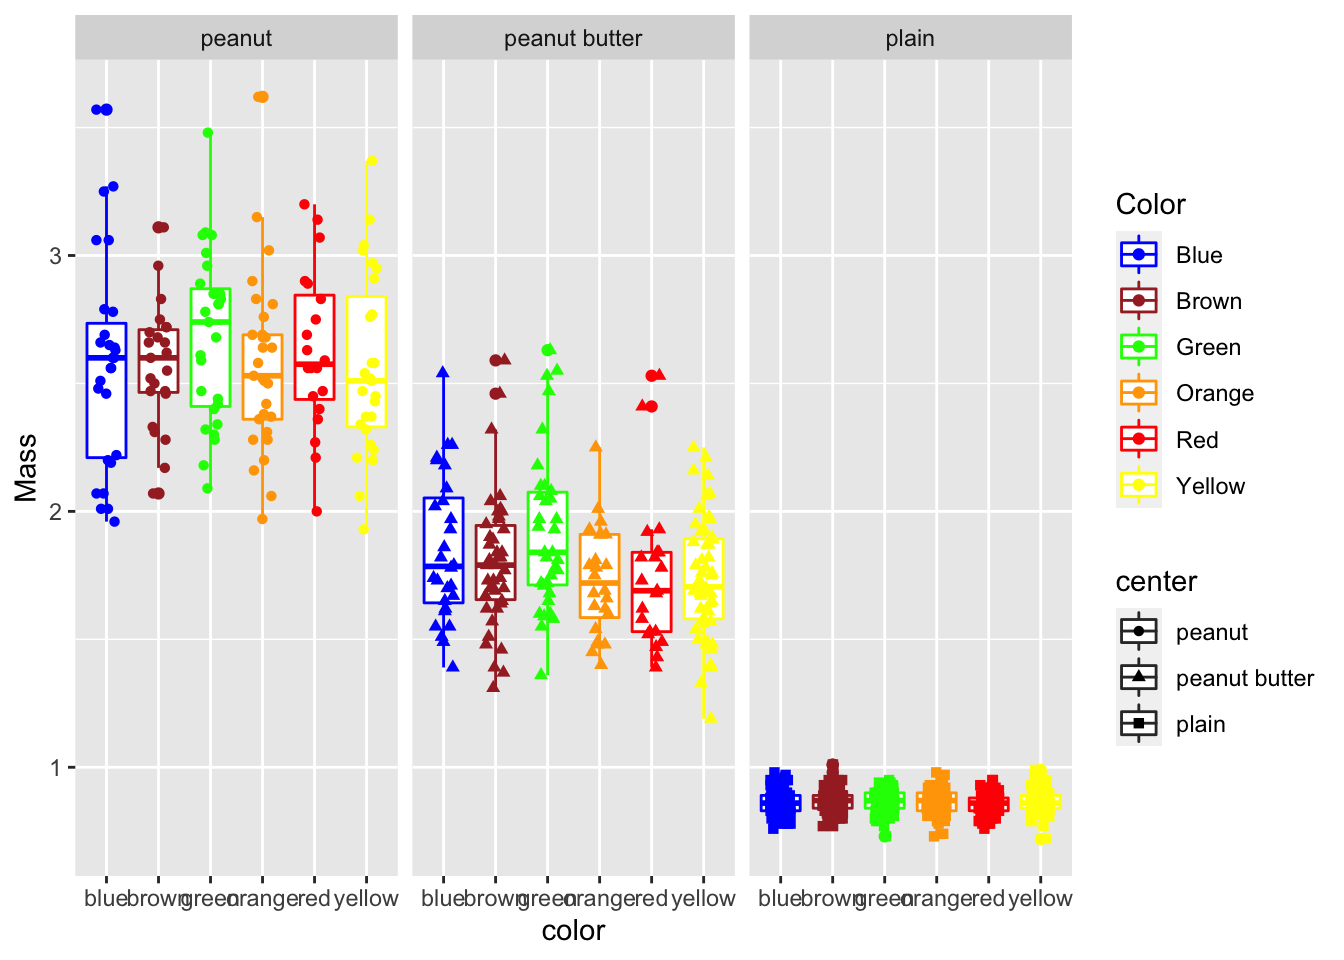 peanut peanut butter plain
Mass
3
2
1
blue brown green orange red yellow blue brown green orange red yellow blue brown green orange red yellow
color
Color
Blue
Brown
Green
Orange
Red
Yellow
center
peanut
peanut butter
plain